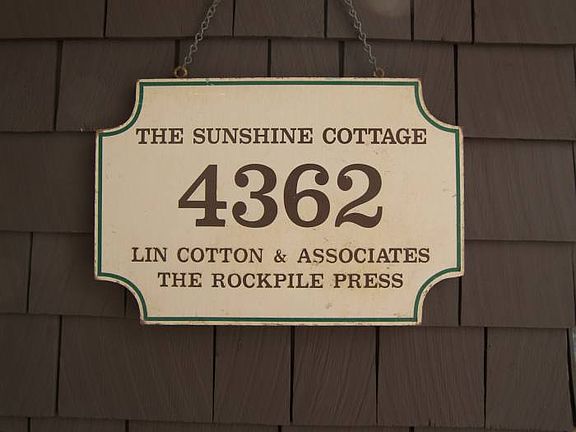 THE SUNSHINE COTTAGE
4362
LIN COTTON & ASSOCIATES
THE ROCKPILE PRESS